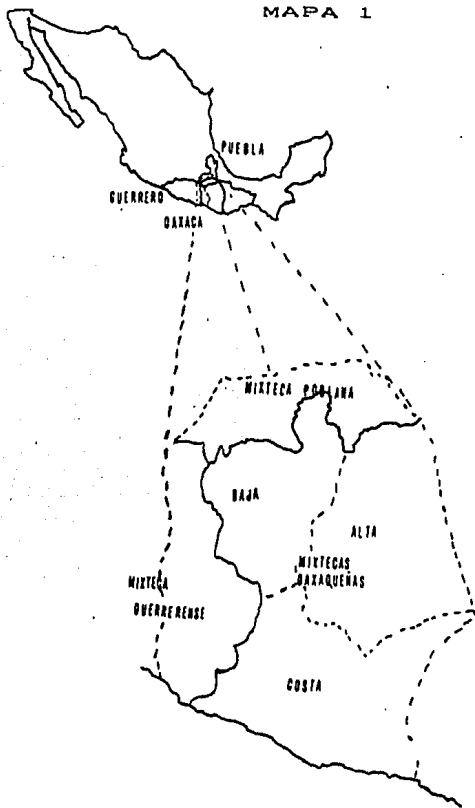 MAPA 1
PUEBLA
GUERRERO
OAXACA
MIXTECA POBLANA
BAJA
ALTA
MIXTECAS
OAXAQUEÑAS
MIXTECA
GUERRERENSE
COSTA